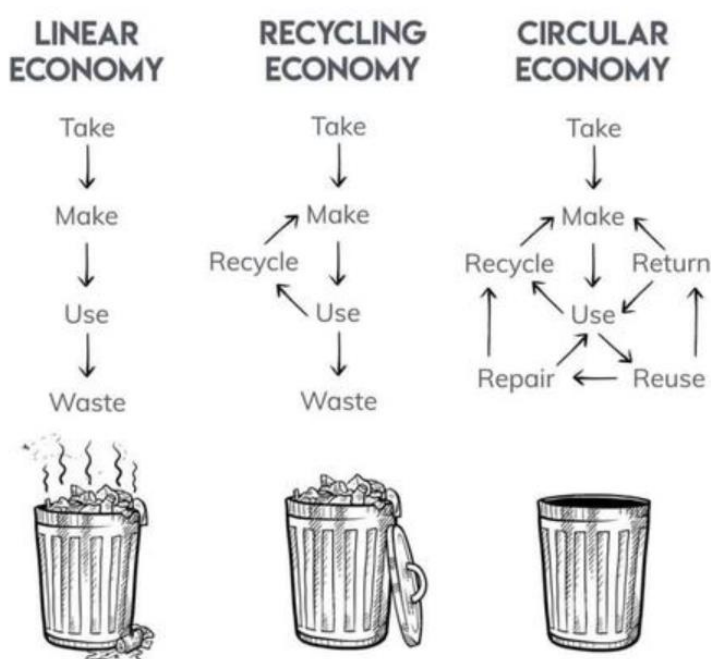 LINEAR
ECONOMY
Take
Make
Use
Waste
RECYCLING
ECONOMY
Take
Make
Recycle
Use
Waste
CIRCULAR
ECONOMY
Take
Make
Recycle
Return
Use
Repair
Reuse